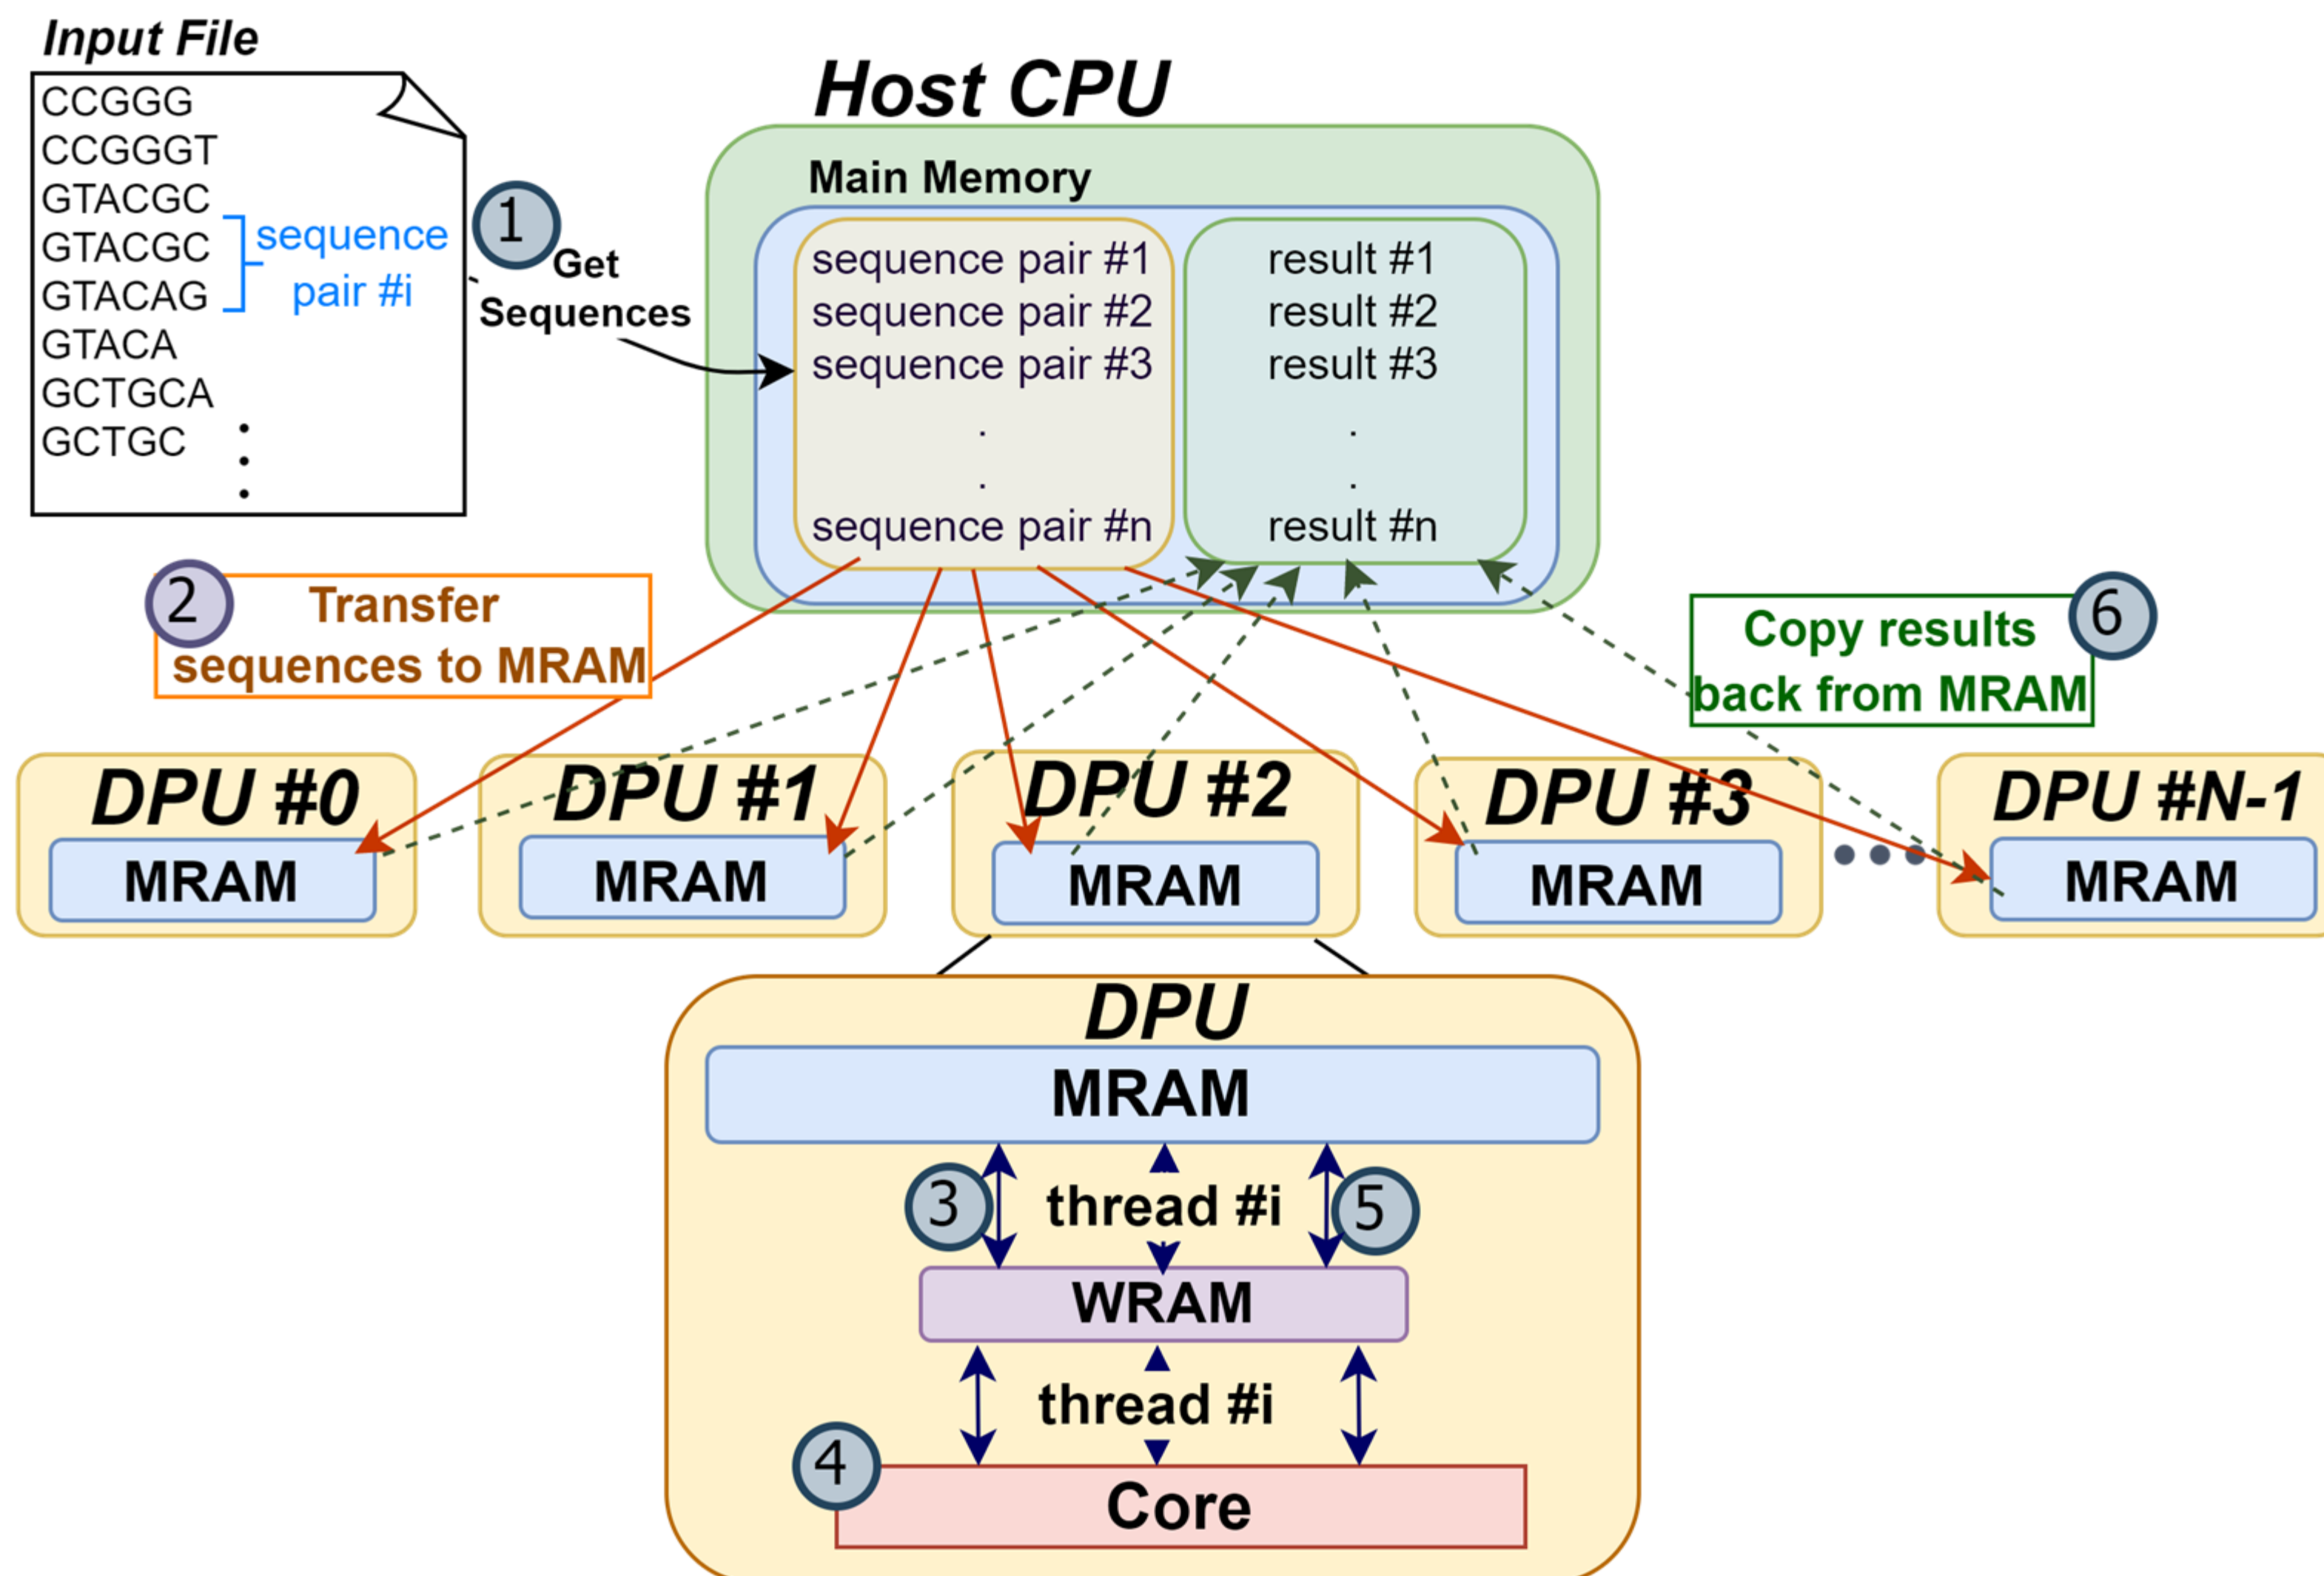 Input File
CCGGG
CCGGGT
GTACGC
GTACGC
GTACAG
GTACA
GCTGCA
GCTGC
sequence
pair #i
1
Get
Sequences
Host CPU
Main Memory
sequence pair #1
sequence pair #2
sequence pair #3
.
.
sequence pair #n
result #1
result #2
result #3
.
.
result #n
2
Transfer
sequences to MRAM
6
Copy results
back from MRAM
DPU #0
MRAM
DPU #1
MRAM
DPU #2
MRAM
DPU #3
MRAM
DPU #N-1
MRAM
DPU
MRAM
3
thread #i
5
WRAM
thread #i
4
Core